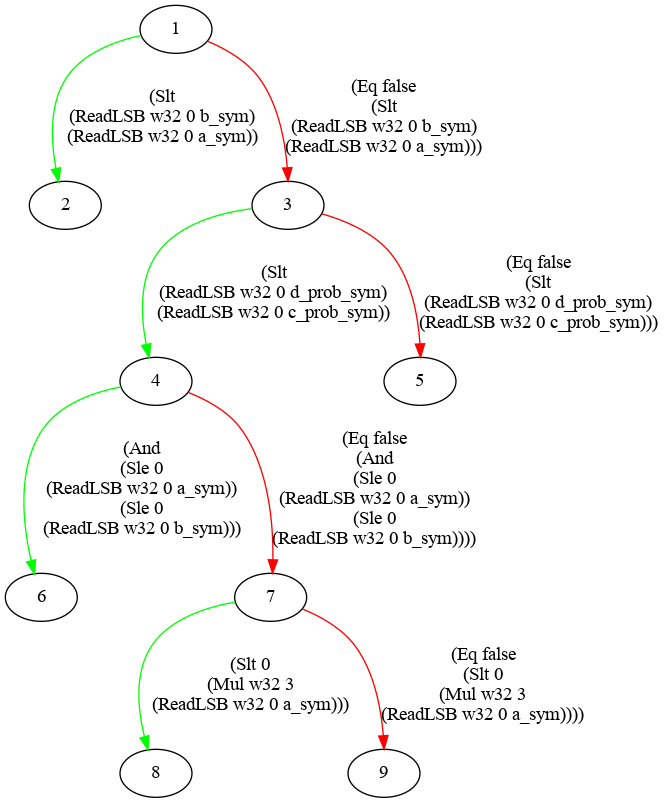 1
(Slt
(ReadLSB w32 0 b_sym)
(ReadLSB w32 0 a_sym))
(Eq false
(Slt
(ReadLSB w32 0 b_sym)
(ReadLSB w32 0 a_sym)))
2
3
(Slt
(ReadLSB w32 0 d_prob_sym)
(ReadLSB w32 0 c_prob_sym))
(Eq false
(Slt
(ReadLSB w32 0 d_prob_sym)
(ReadLSB w32 0 c_prob_sym)))
4
5
(And
(Sle 0
(ReadLSB w32 0 a_sym))
(Sle 0
(ReadLSB w32 0 b_sym)))
(Eq false
(And
(Sle 0
(ReadLSB w32 0 a_sym))
(Sle 0
(ReadLSB w32 0 b_sym))))
6
7
(Slt 0
(Mul w32 3
(ReadLSB w32 0 a_sym)))
(Eq false
(Slt 0
(Mul w32 3
(ReadLSB w32 0 a_sym))))
8
9